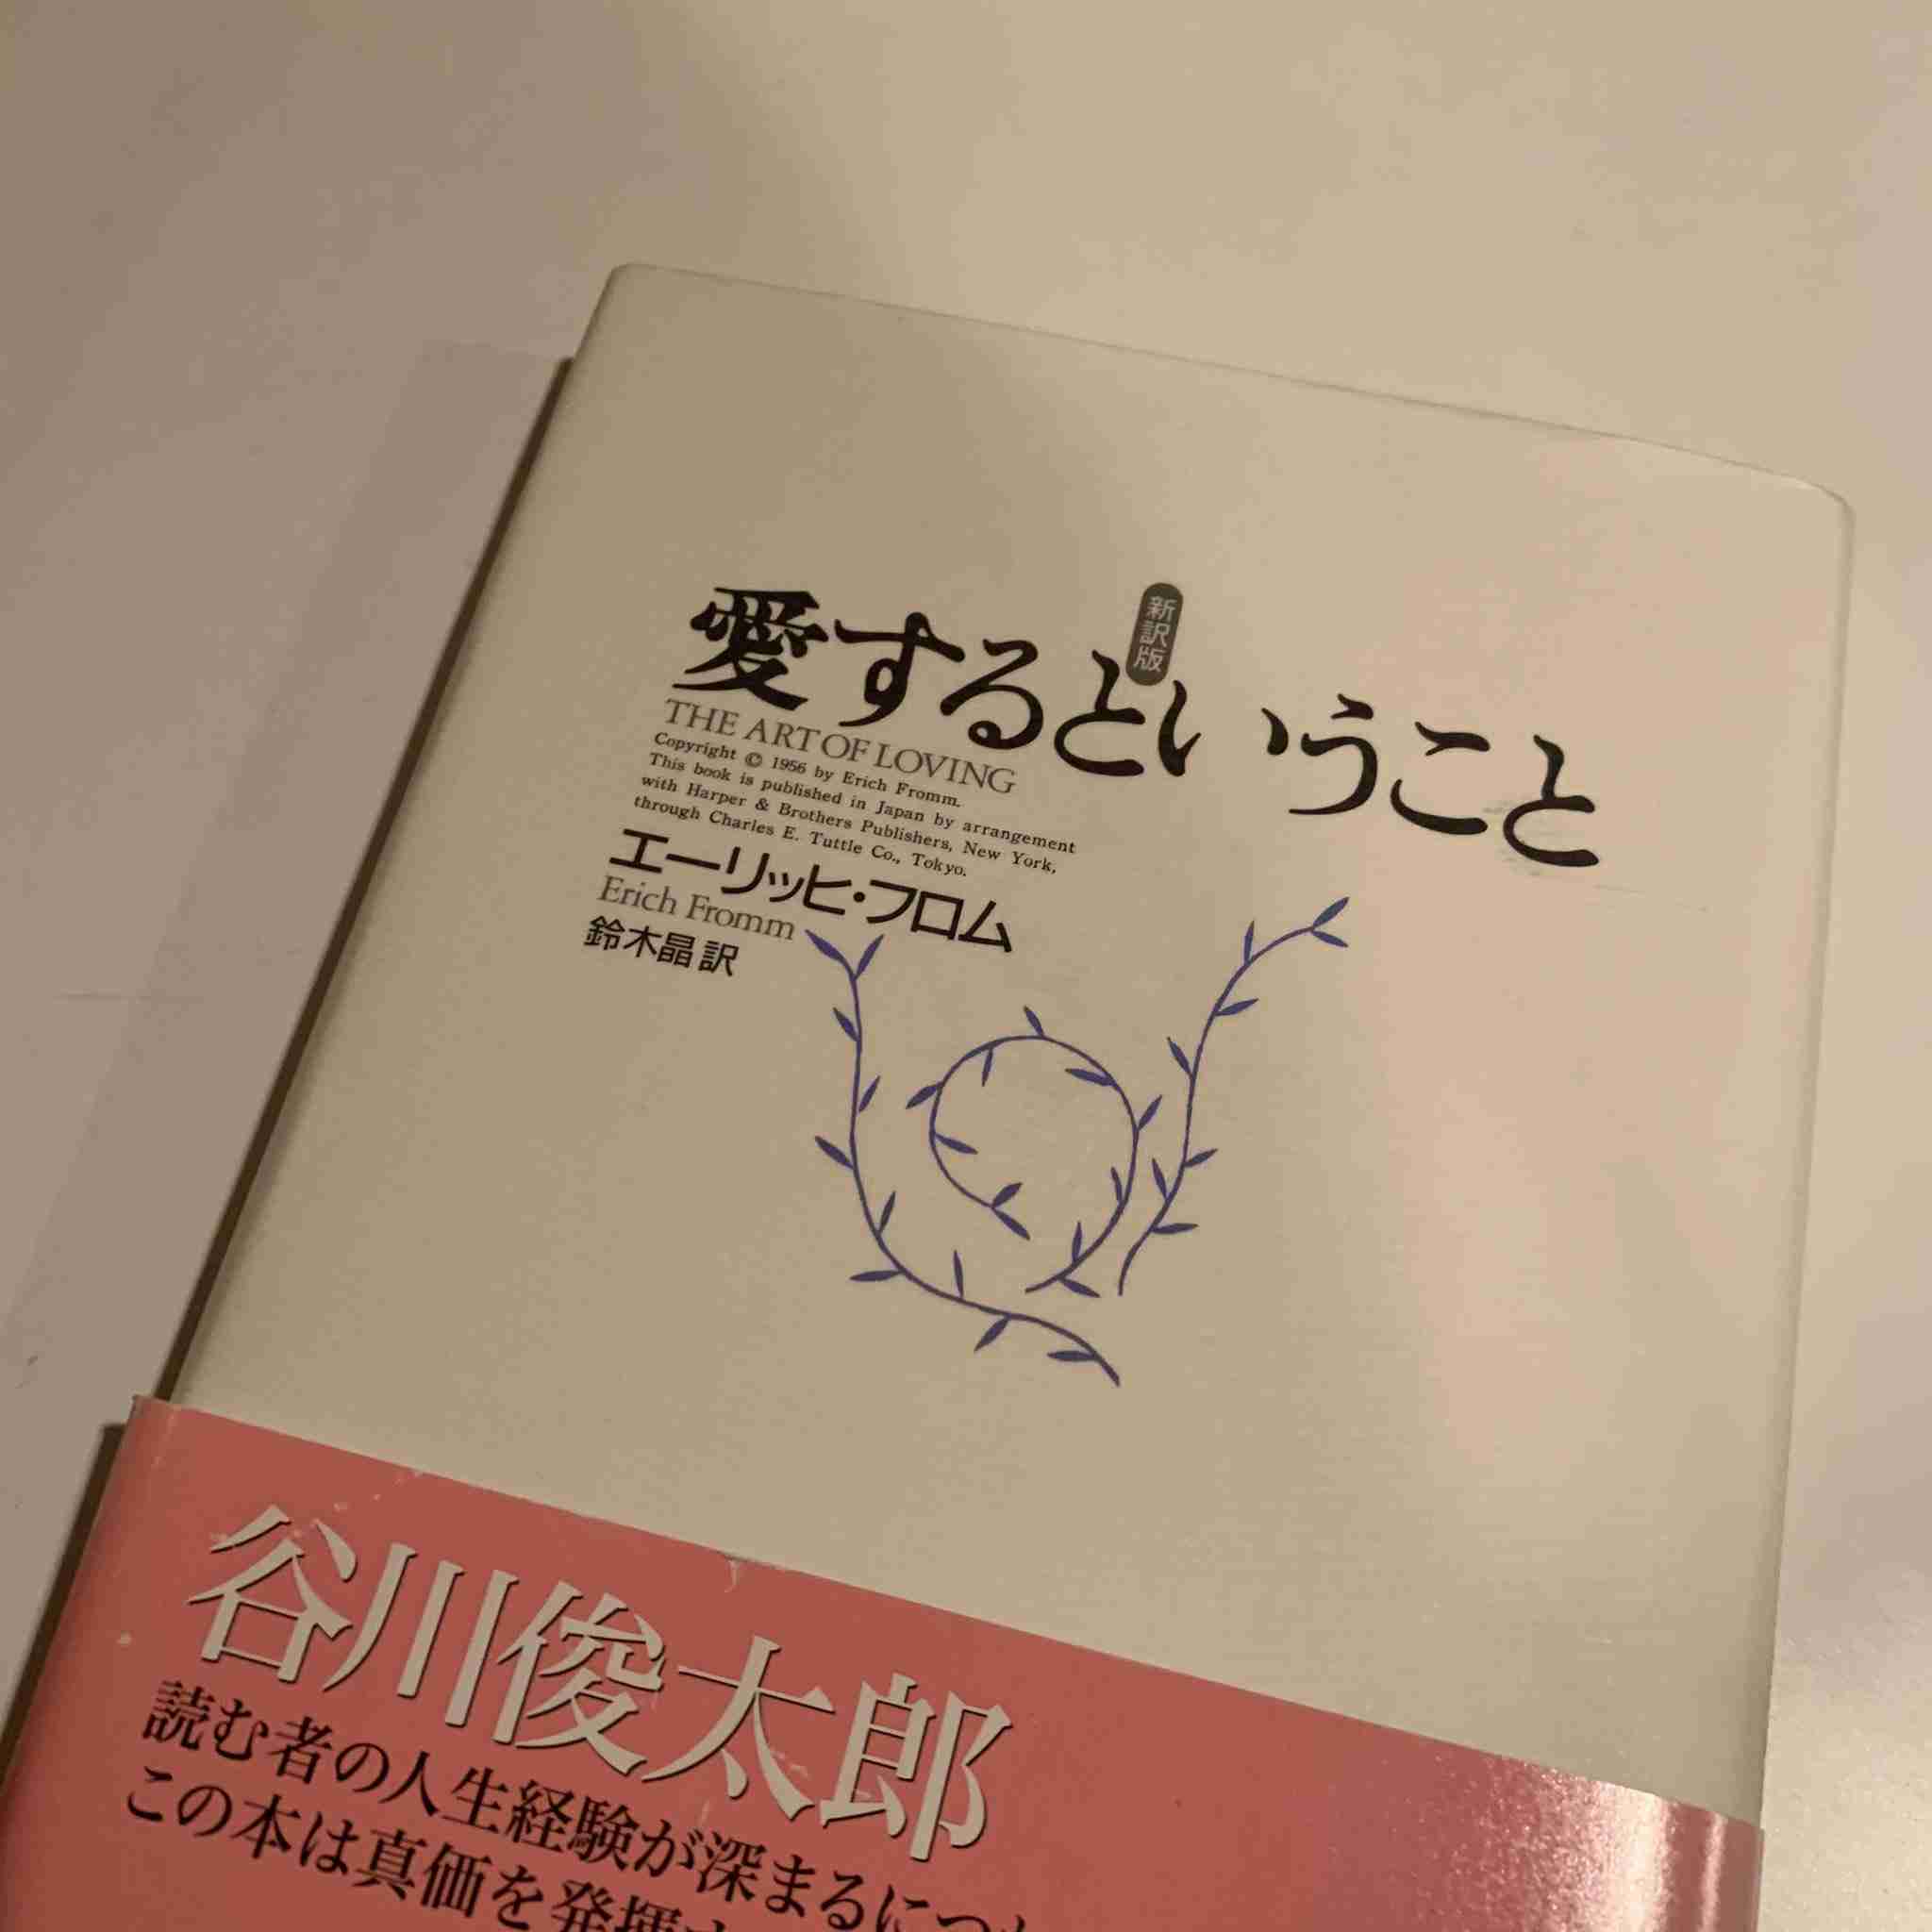 愛するということ
新訳版
THE ART OF LOVING
Copyright © 1956 by Erich Fromm.
This book is published in Japan by arrangement
with Harper & Brothers Publishers, New York,
through Charles E. Tuttle Co., Tokyo.
エーリッヒ・フロム
Erich Fromm
鈴木晶 訳
谷川俊太郎
読む者の人生経験が深まるにつ
この本は真価を発揮